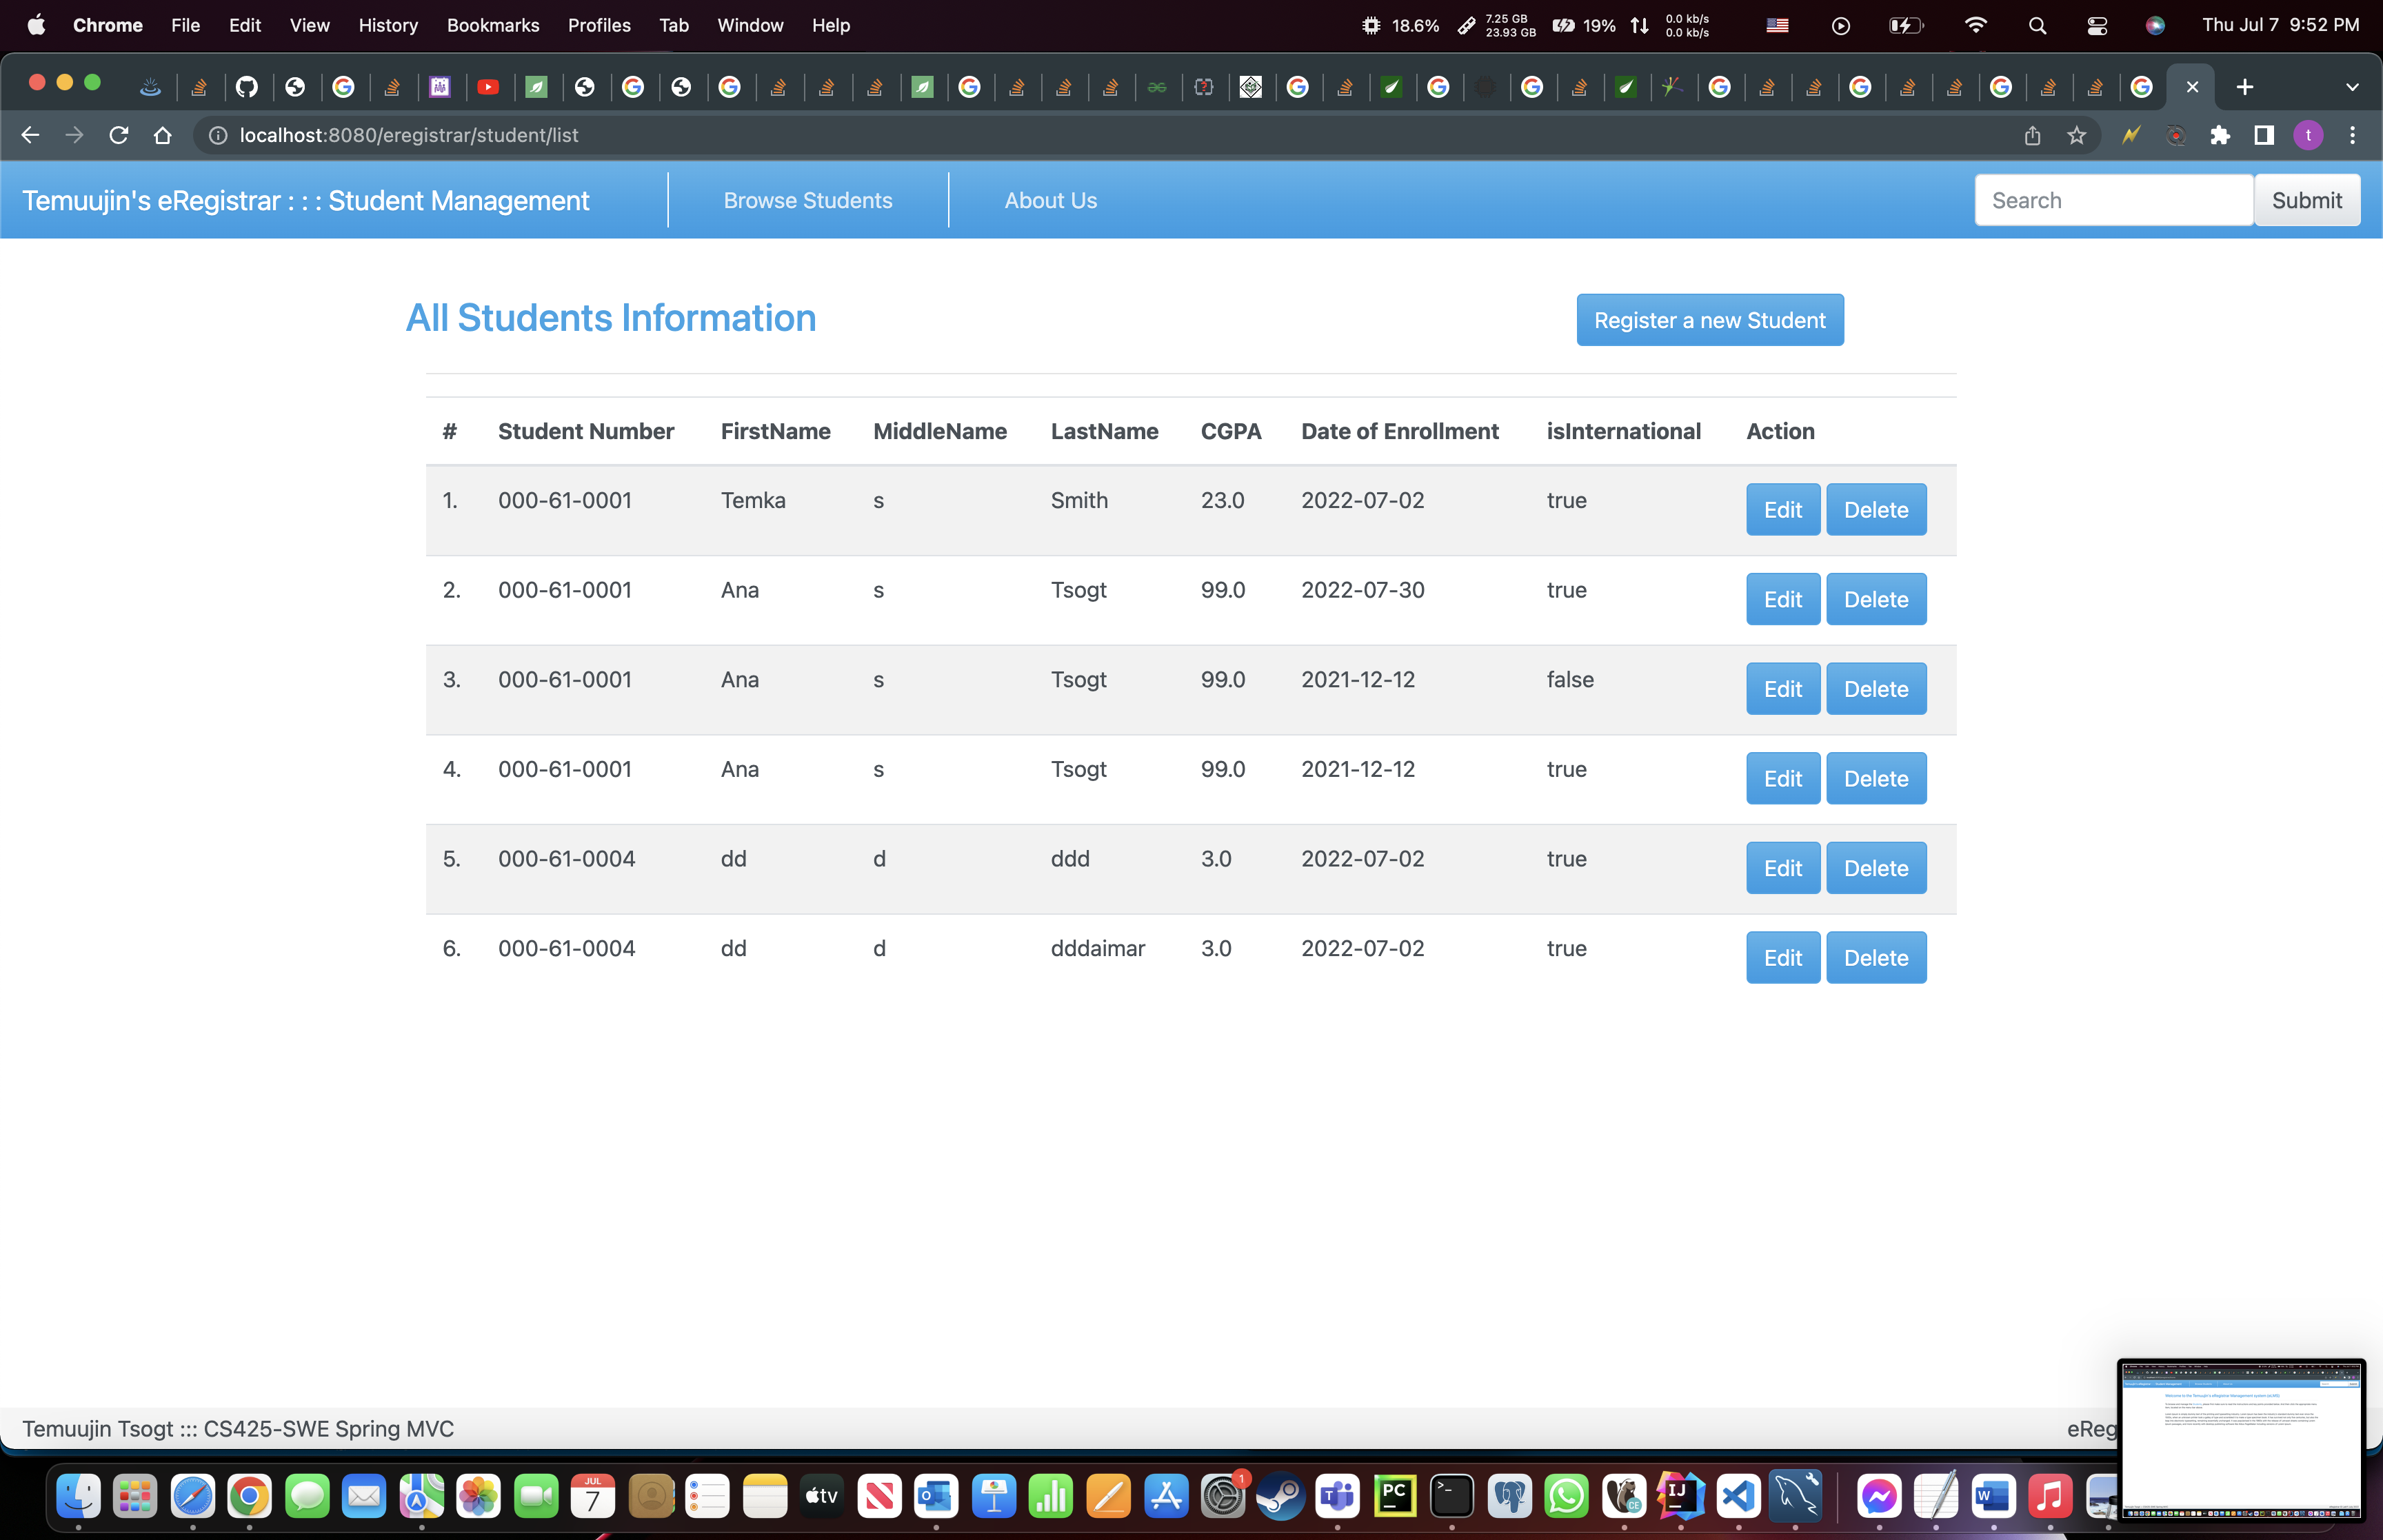 Chrome File Edit View History Bookmarks Profiles Tab Window Help 18.6% 7.25 GB 23.93 GB 19% 0.0 kb/s 0.0 kb/s Thu Jul 7 9:52 PM
localhost:8080/eregistrar/student/list t
Temuujin's eRegistrar : : : Student Management Browse Students About Us Search Submit
All Students Information Register a new Student
# Student Number FirstName MiddleName LastName CGPA Date of Enrollment isInternational Action
1. 000-61-0001 Temka s Smith 23.0 2022-07-02 true Edit Delete
2. 000-61-0001 Ana s Tsogt 99.0 2022-07-30 true Edit Delete
3. 000-61-0001 Ana s Tsogt 99.0 2021-12-12 false Edit Delete
4. 000-61-0001 Ana s Tsogt 99.0 2021-12-12 true Edit Delete
5. 000-61-0004 dd d ddd 3.0 2022-07-02 true Edit Delete
6. 000-61-0004 dd d dddaimar 3.0 2022-07-02 true Edit Delete
Temuujin Tsogt ::: CS425-SWE Spring MVC eReg
JUL 7 tv 1 PC CE IJ W